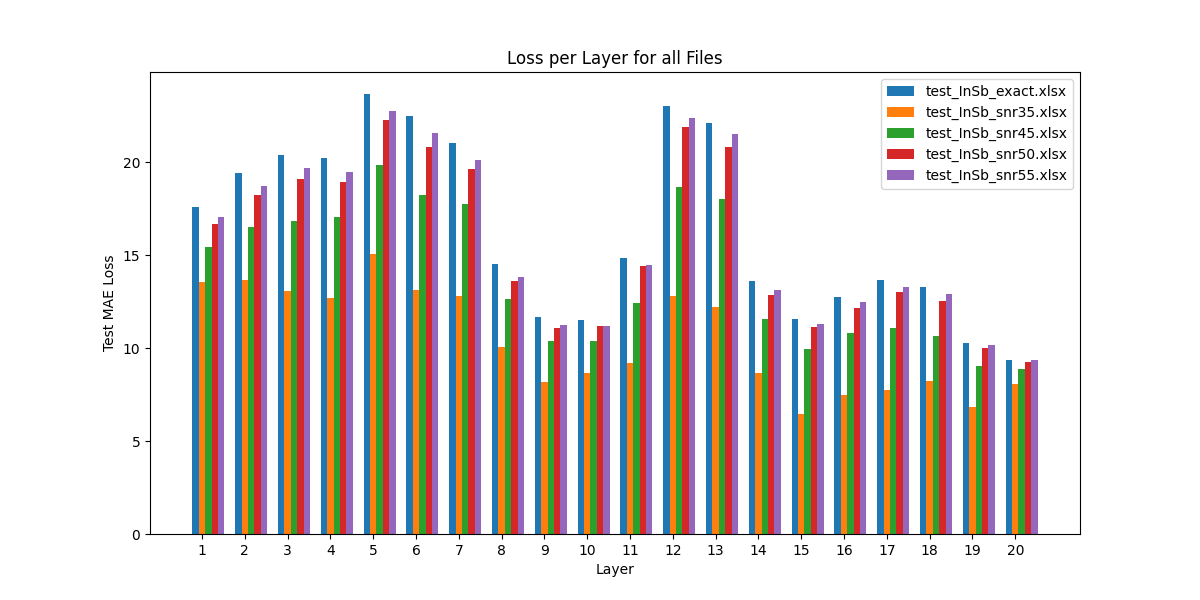 Loss per Layer for all Files
test_InSb_exact.xlsx
test_InSb_snr35.xlsx
test_InSb_snr45.xlsx
test_InSb_snr50.xlsx
test_InSb_snr55.xlsx
Test MAE Loss
20
15
10
5
0
1 2 3 4 5 6 7 8 9 10 11 12 13 14 15 16 17 18 19 20
Layer